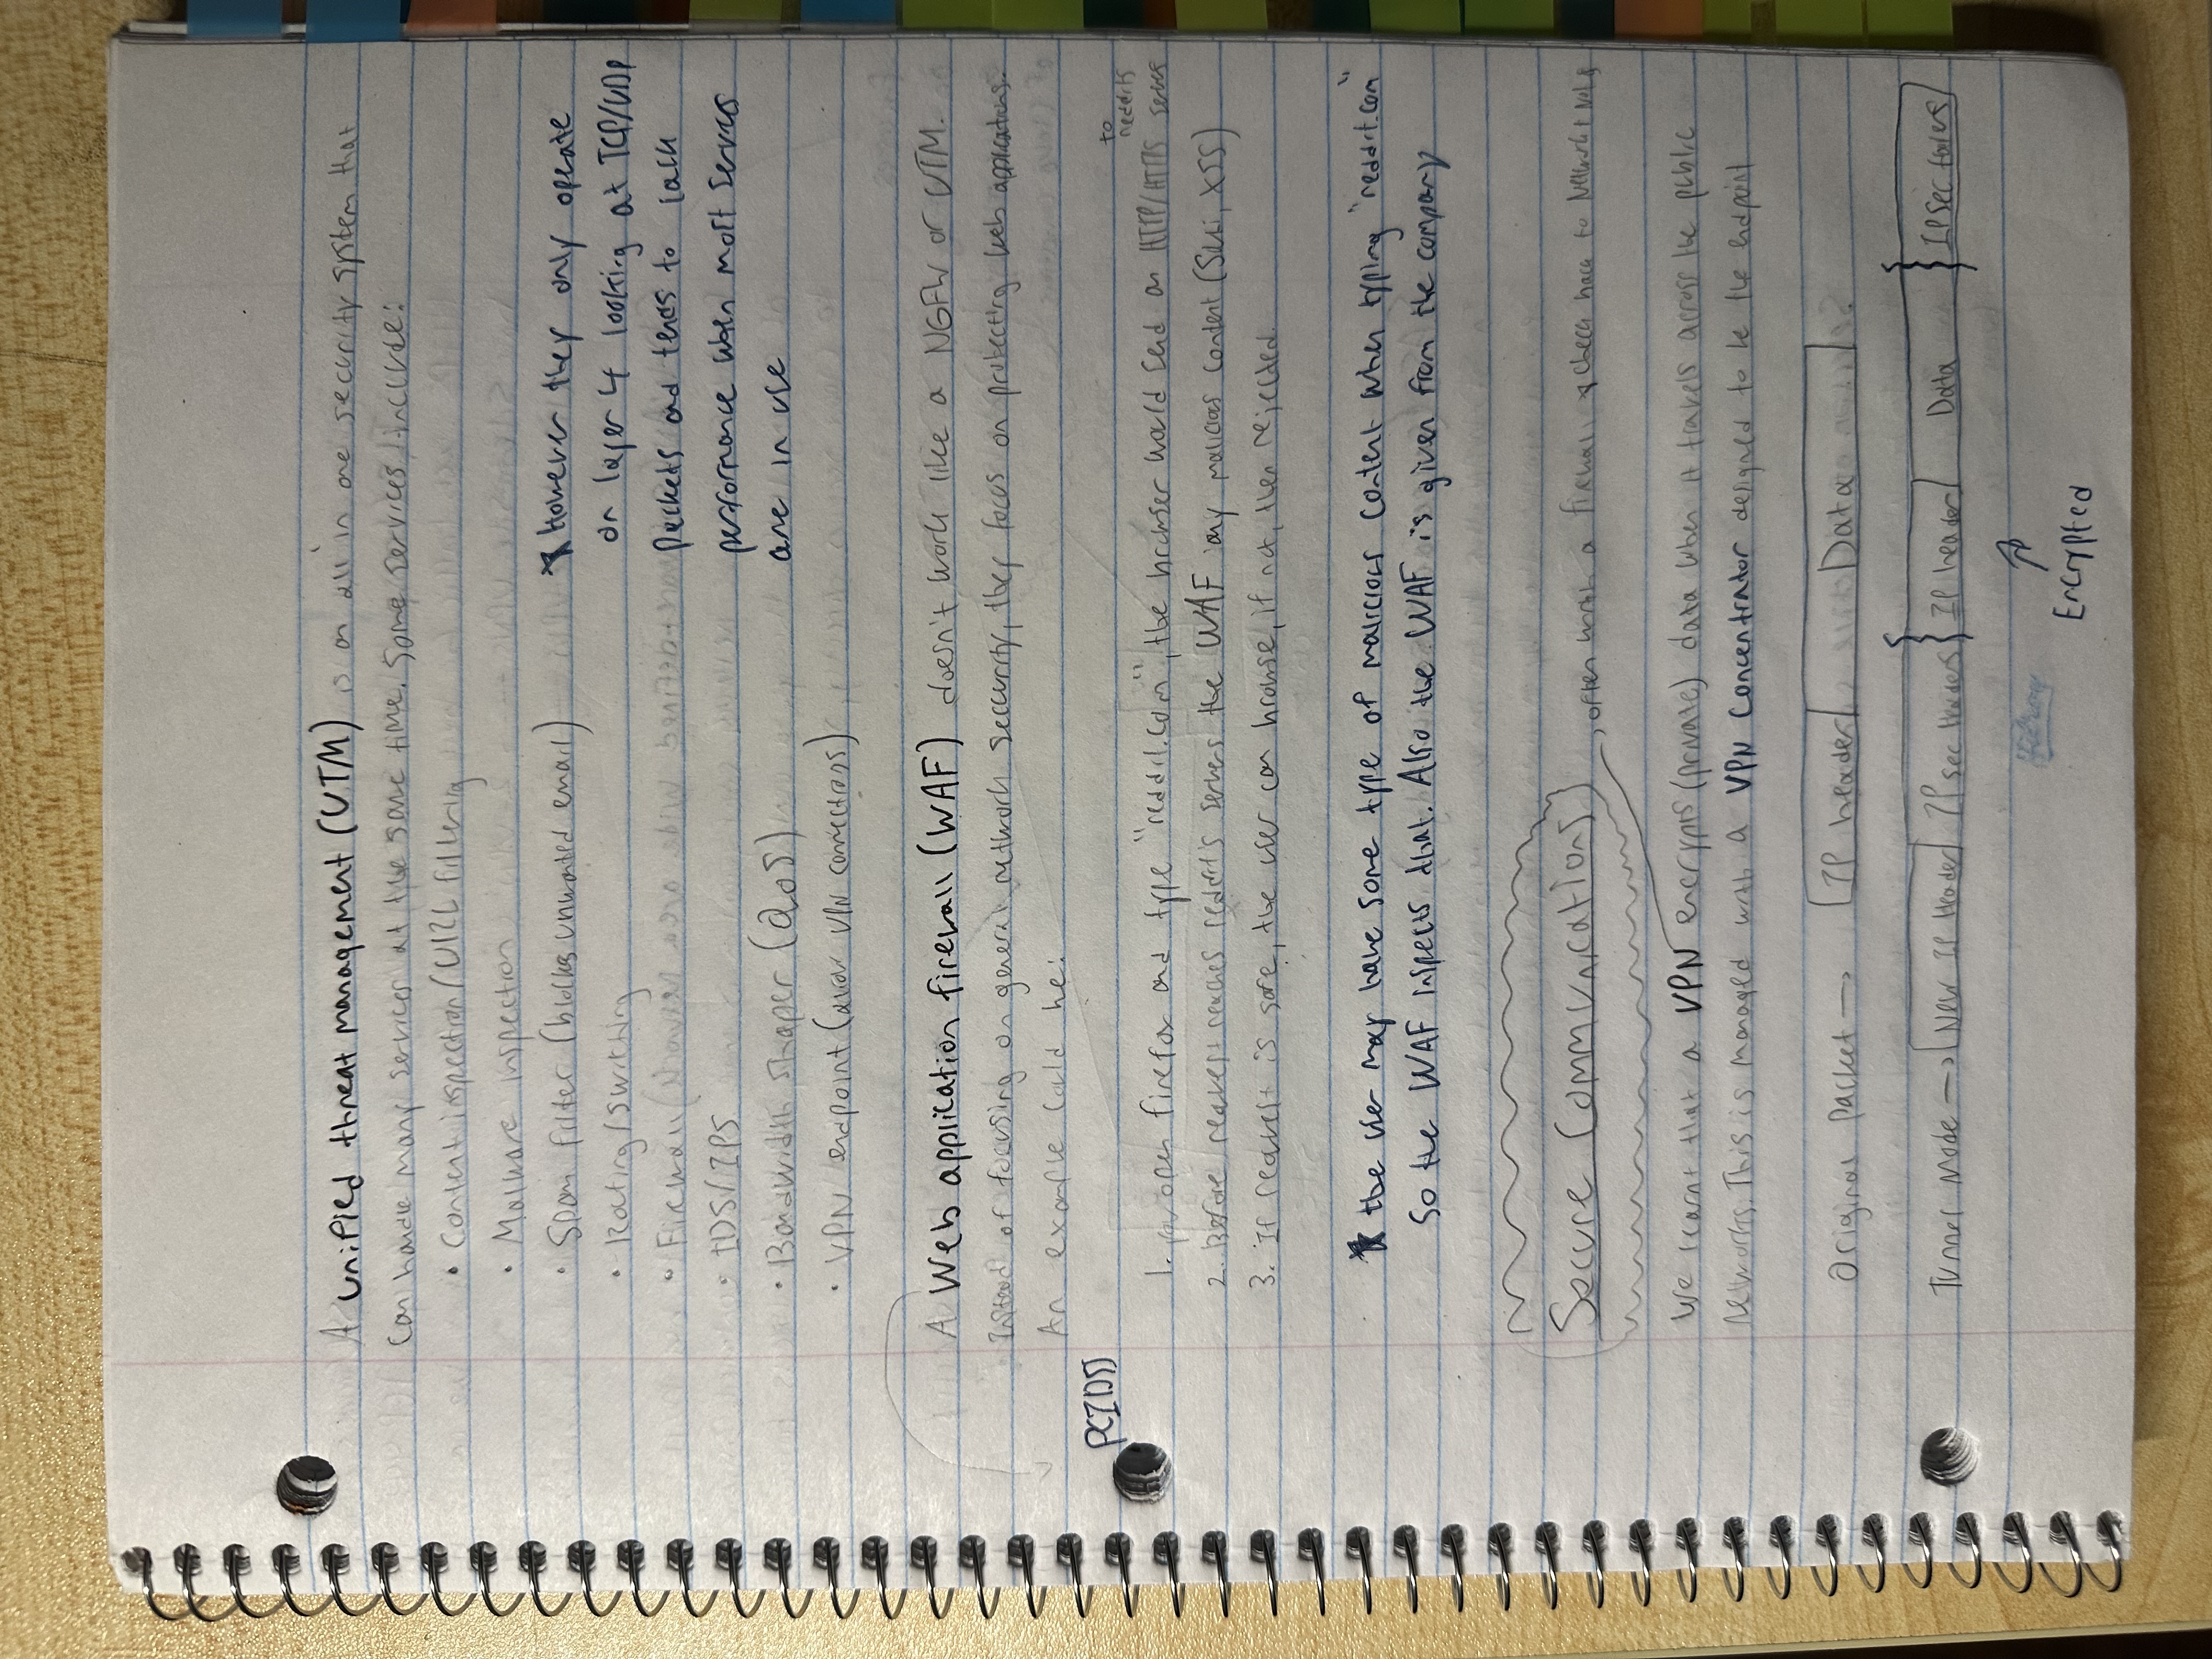 A unified threat management (UTM) is an all in one security system that
can handle many services at the same time. Some services include:
• Content inspection/URL filtering
• Malware inspection
• Spam filter (blocks unwanted email)
• Routing/Switching
• Firewall
• IDS/IPS
• Bandwidth shaper (QoS)
• VPN endpoint (allow VPN connections)
* However they only operate
on layer 4 looking at TCP/UDP
Packets and tends to lack
performance when most services
are in use
A Web application firewall (WAF) doesn't work like a NGFW or UTM.
Instead of focusing on general network seccurity, they focus on protecting web applications.
An example could be:
PCI DSS
1. you open firefox and type "reddit.com", the browser would send an HTTP/HTTPS to reddits server
2. Before request reaches reddit's servers the WAF any malicious content (SQLi, XSS)
3. If request is safe, the user can browse, if not, then rejected.
* the user may have some type of malicious content when typing "reddit.com"
So the WAF inspects that. Also the WAF is given from the company
Secure Communications
, often with a firewall * check back to Network+ Notes
We learnt that a VPN encrypts (private) data when it travels across the public
networks. This is managed with a VPN Concentrator designed to be the endpoint
Original Packet → IP header Data
Tunnel Mode → New IP Header IPsec Headers IP header Data IPSec
Encrypted